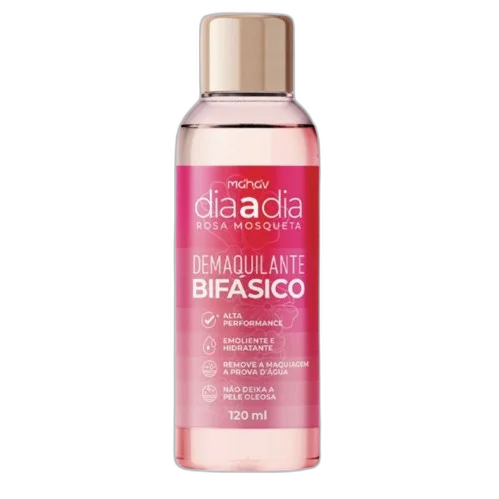 mahav
diaadia
ROSA MOSQUETA
DEMAQUILANTE
BIFÁSICO
ALTA
PERFORMANCE
EMOLIENTE E
HIDRATANTE
REMOVE A MAQUIAGEM
A PROVA D'ÁGUA
NÃO DEIXA A
PELE OLEOSA
120 ml